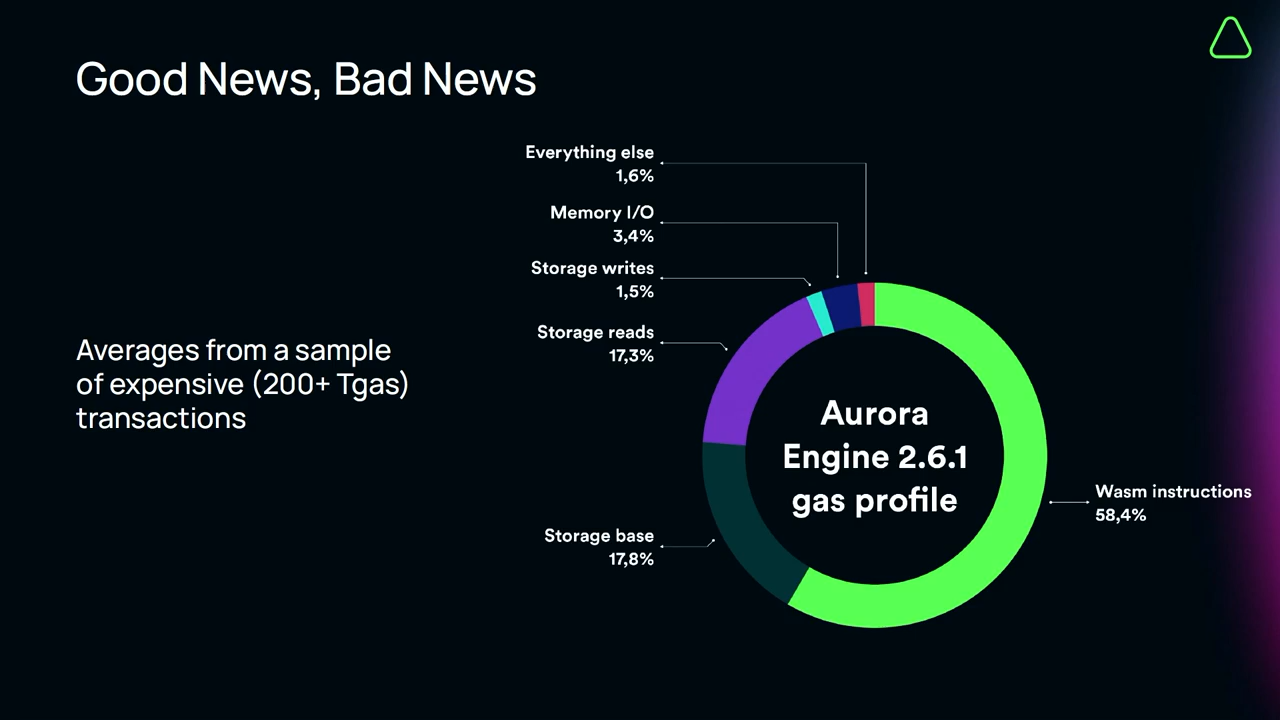 Good News, Bad News
Averages from a sample
of expensive (200+ Tgas)
transactions
Everything else
1,6%
Memory I/O
3,4%
Storage writes
1,5%
Storage reads
17,3%
Storage base
17,8%
Aurora
Engine 2.6.1
gas profile
Wasm instructions
58,4%